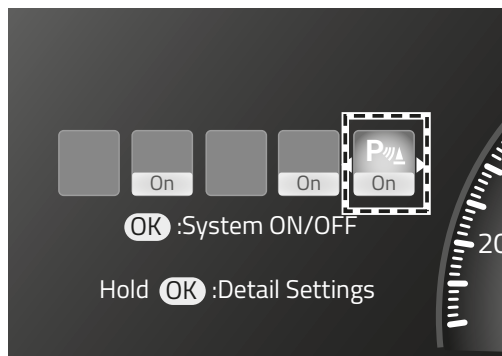 P
On On On
OK :System ON/OFF
Hold OK :Detail Settings
20